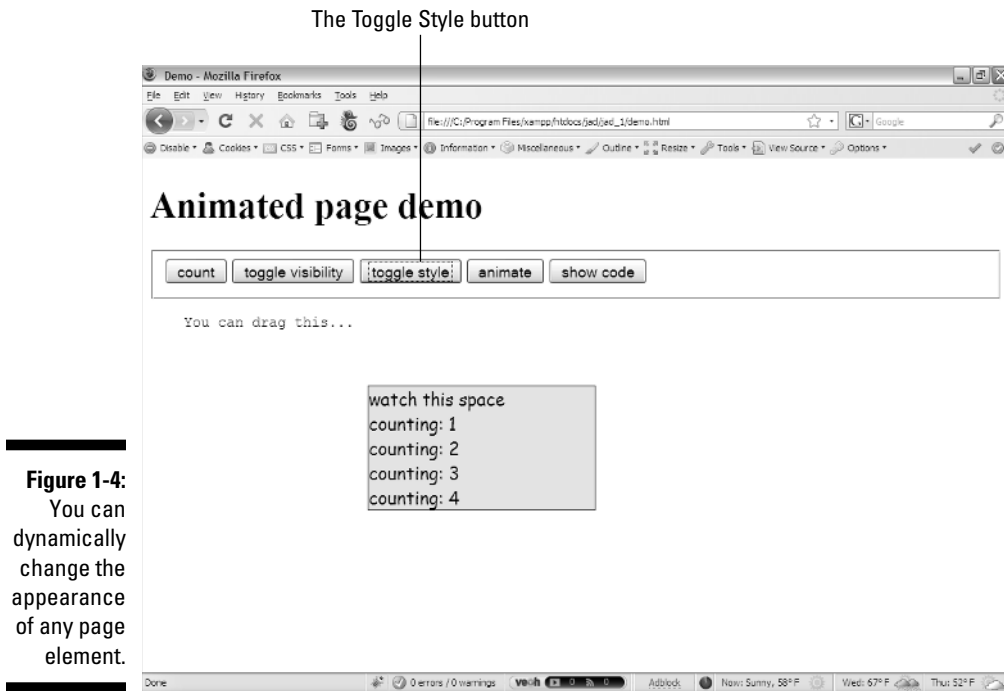 The Toggle Style button
Demo - Mozilla Firefox
File Edit View History Bookmarks Tools Help
file:///C:/Program Files/xampp/htdocs/jad/jad_1/demo.html
G Google
Disable Cookies CSS Forms Images Information Miscellaneous Outline Resize Tools View Source Options
Animated page demo
count toggle visibility toggle style animate show code
You can drag this...
watch this space
counting: 1
counting: 2
counting: 3
counting: 4
Figure 1-4:
You can
dynamically
change the
appearance
of any page
element.
Done 0 errors / 0 warnings veoh 0 0 Adblock Now: Sunny, 58°F Wed: 67°F Thu: 52°F